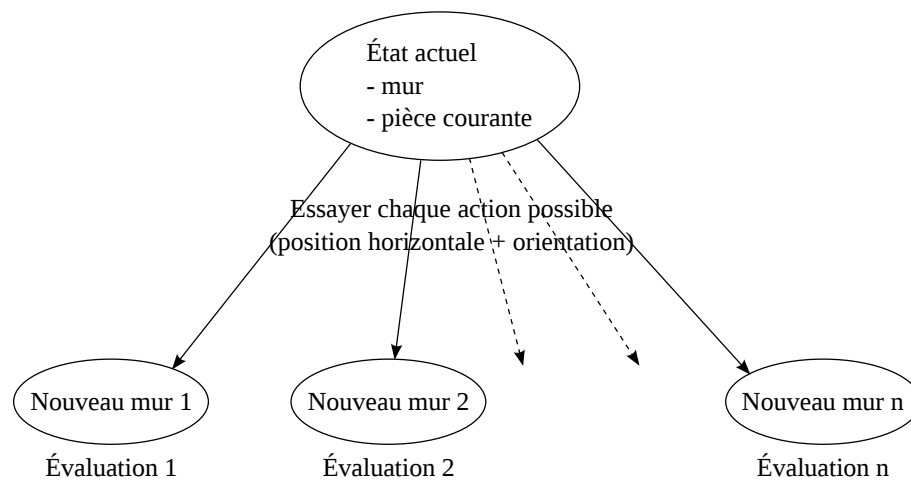 État actuel
- mur
- pièce courante
Essayer chaque action possible
(position horizontale + orientation)
Nouveau mur 1
Nouveau mur 2
Nouveau mur n
Évaluation 1
Évaluation 2
Évaluation n